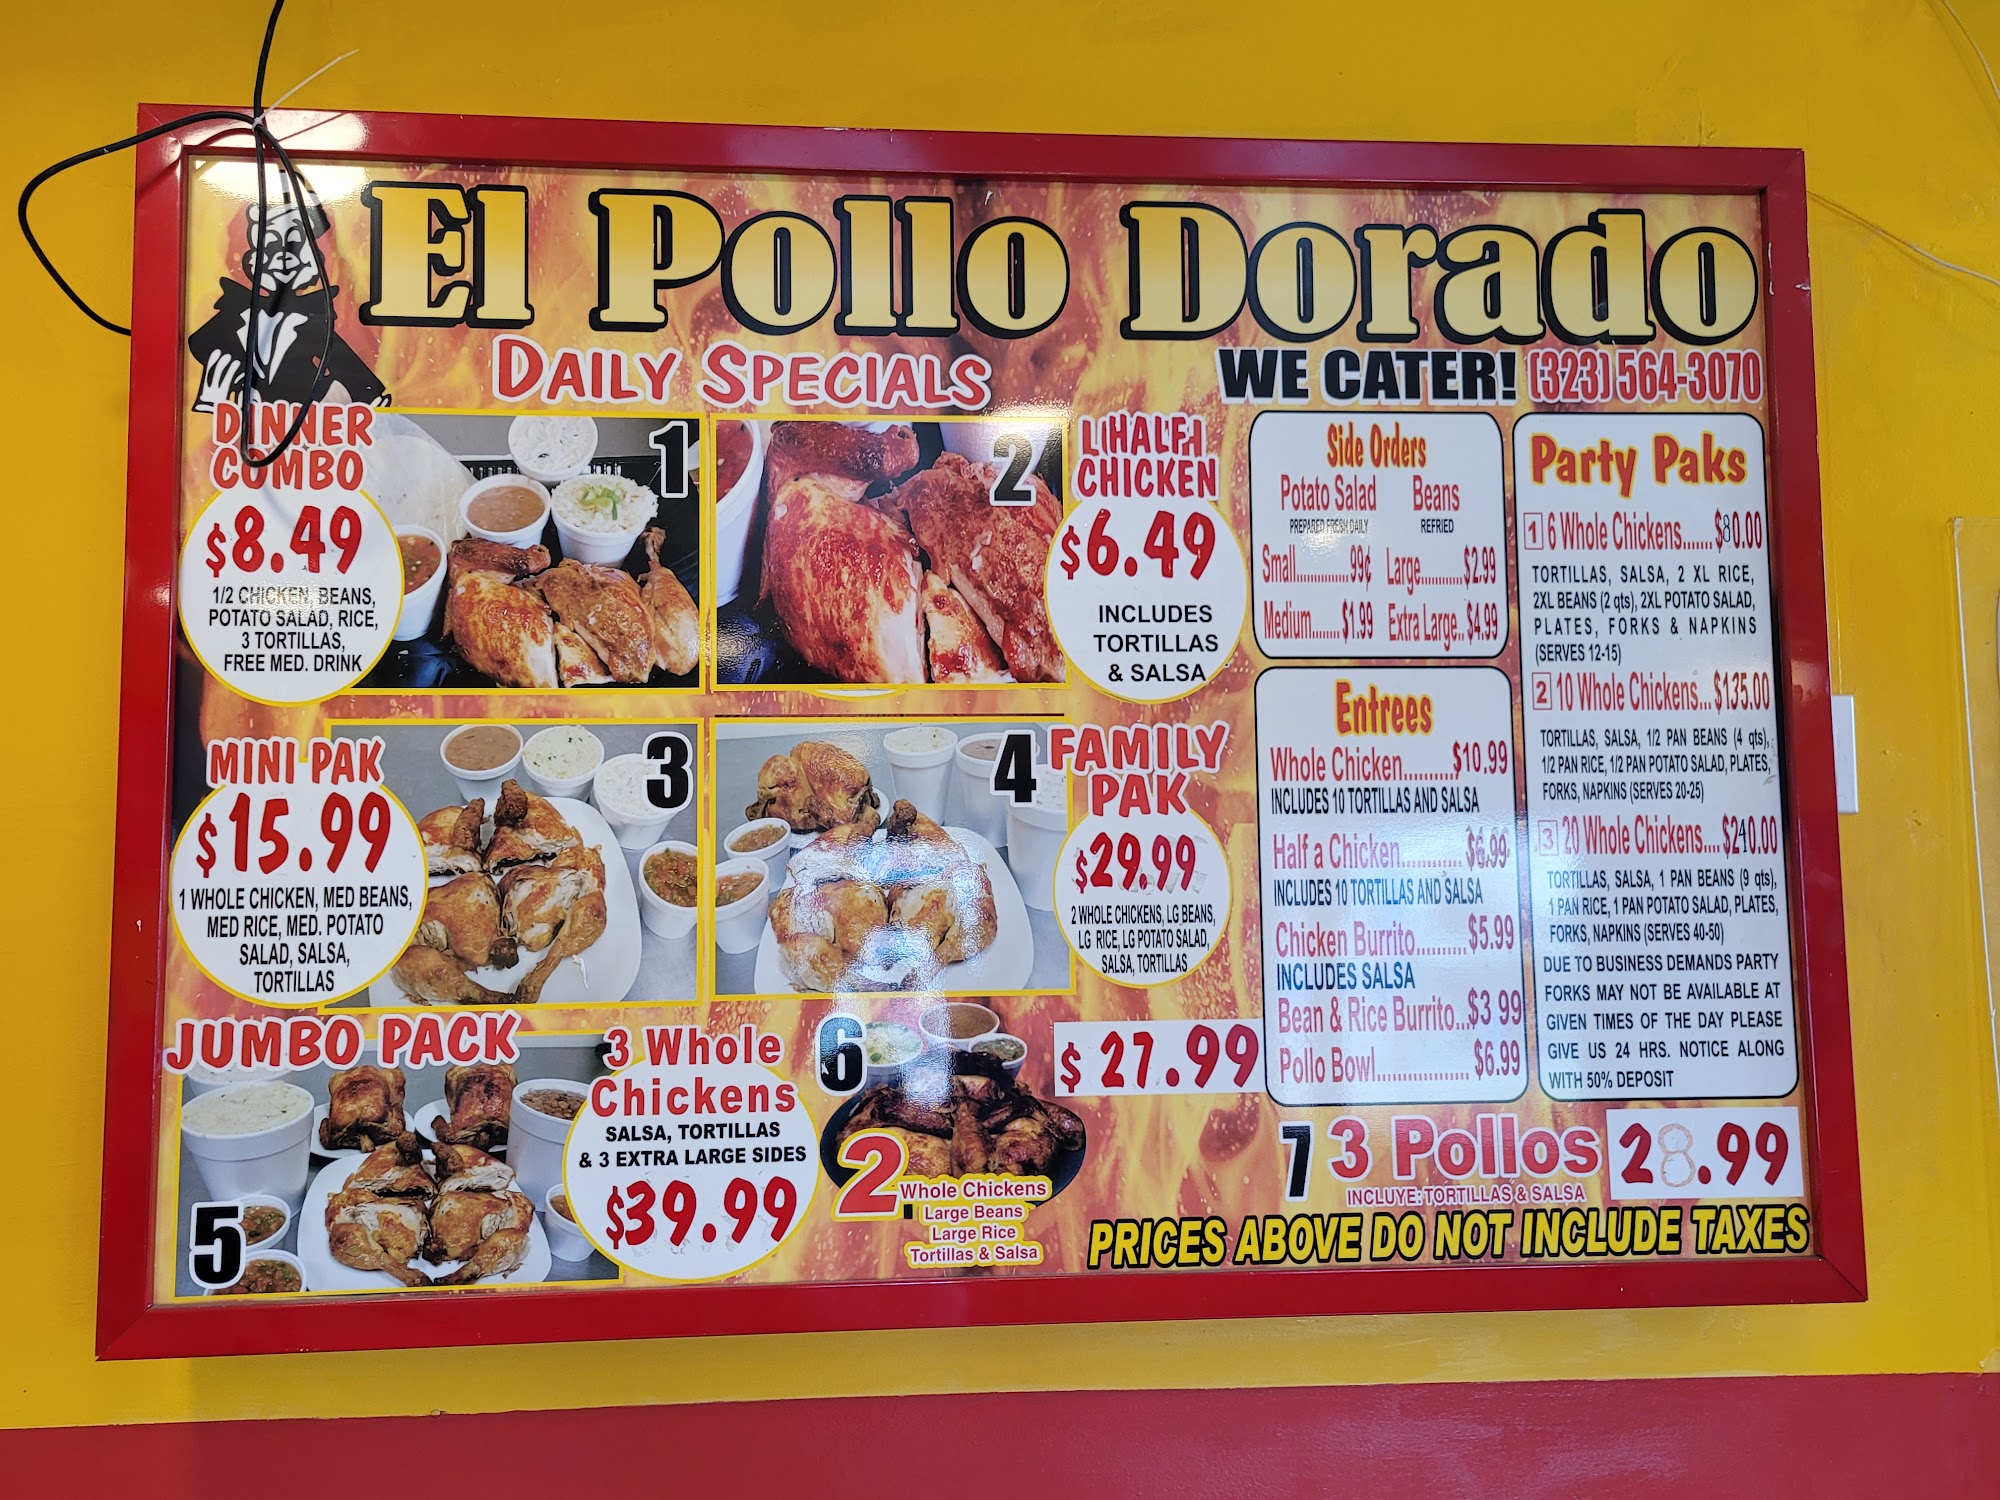 El Pollo Dorado
DAILY SPECIALS
WE CATER! (323) 564-3070
DINNER
COMBO
$8.49
1/2 CHICKEN, BEANS,
POTATO SALAD, RICE,
3 TORTILLAS,
FREE MED. DRINK
1
2
HALF
CHICKEN
$6.49
INCLUDES
TORTILLAS
& SALSA
MINI PAK
$15.99
1 WHOLE CHICKEN, MED BEANS,
MED RICE, MED. POTATO
SALAD, SALSA,
TORTILLAS
3
4
FAMILY
PAK
$29.99
2 WHOLE CHICKENS, LG BEANS,
LG RICE, LG POTATO SALAD,
SALSA, TORTILLAS
JUMBO PACK
5
3 Whole
Chickens
SALSA, TORTILLAS
& 3 EXTRA LARGE SIDES
$39.99
6
$27.99
2 Whole Chickens
Large Beans
Large Rice
Tortillas & Salsa
Side Orders
Potato Salad Beans
PREPARED FRESH DAILY REFRIED
Small...............99¢ Large...........$2.99
Medium........$1.99 Extra Large..$4.99
Entrees
Whole Chicken...........$10.99
INCLUDES 10 TORTILLAS AND SALSA
Half a Chicken............$6.99
INCLUDES 10 TORTILLAS AND SALSA
Chicken Burrito..........$5.99
INCLUDES SALSA
Bean & Rice Burrito...$3 99
Pollo Bowl..................$6.99
Party Paks
1 6 Whole Chickens.......$80.00
TORTILLAS, SALSA, 2 XL RICE,
2XL BEANS (2 qts), 2XL POTATO SALAD,
PLATES, FORKS & NAPKINS
(SERVES 12-15)
2 10 Whole Chickens...$135.00
TORTILLAS, SALSA, 1/2 PAN BEANS (4 qts),
1/2 PAN RICE, 1/2 PAN POTATO SALAD, PLATES,
FORKS, NAPKINS (SERVES 20-25)
3 20 Whole Chickens....$240.00
TORTILLAS, SALSA, 1 PAN BEANS (9 qts),
1 PAN RICE, 1 PAN POTATO SALAD, PLATES,
FORKS, NAPKINS (SERVES 40-50)
DUE TO BUSINESS DEMANDS PARTY
FORKS MAY NOT BE AVAILABLE AT
GIVEN TIMES OF THE DAY PLEASE
GIVE US 24 HRS. NOTICE ALONG
WITH 50% DEPOSIT
7 3 Pollos 28.99
INCLUYE: TORTILLAS & SALSA
PRICES ABOVE DO NOT INCLUDE TAXES